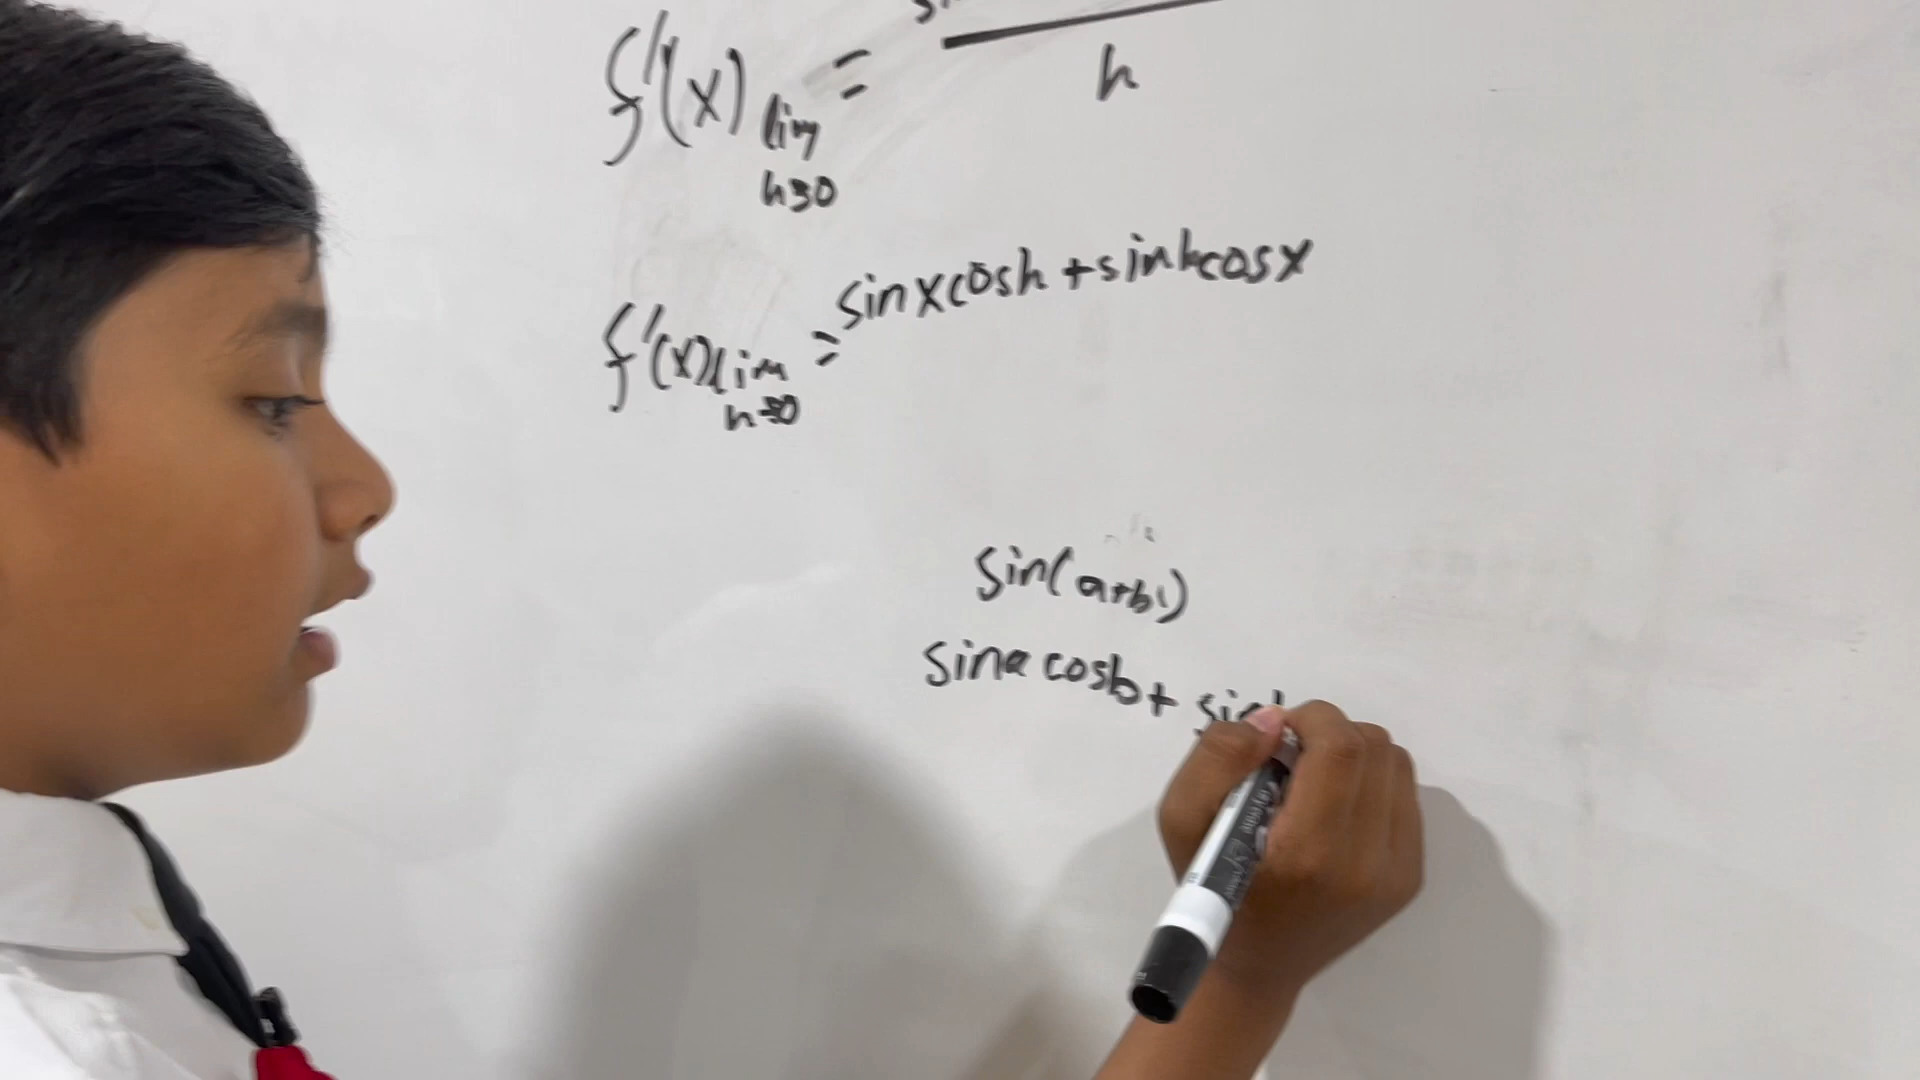 f'(x) lim =
h
h→0
sinxcosh + sinhcosx
f'(x) lim =
h→0
sin(a+b)
sina cosb + sin